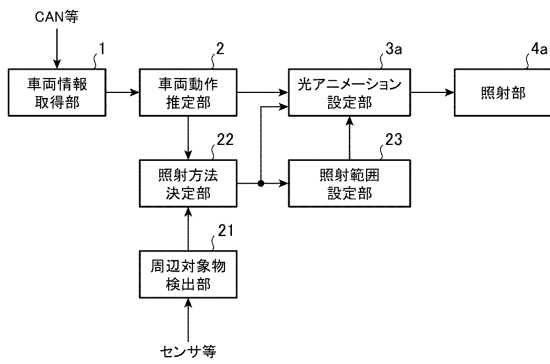 CAN等
1
車両情報
取得部
2
車両動作
推定部
3a
光アニメーション
設定部
4a
照射部
22
照射方法
決定部
23
照射範囲
設定部
21
周辺対象物
検出部
センサ等